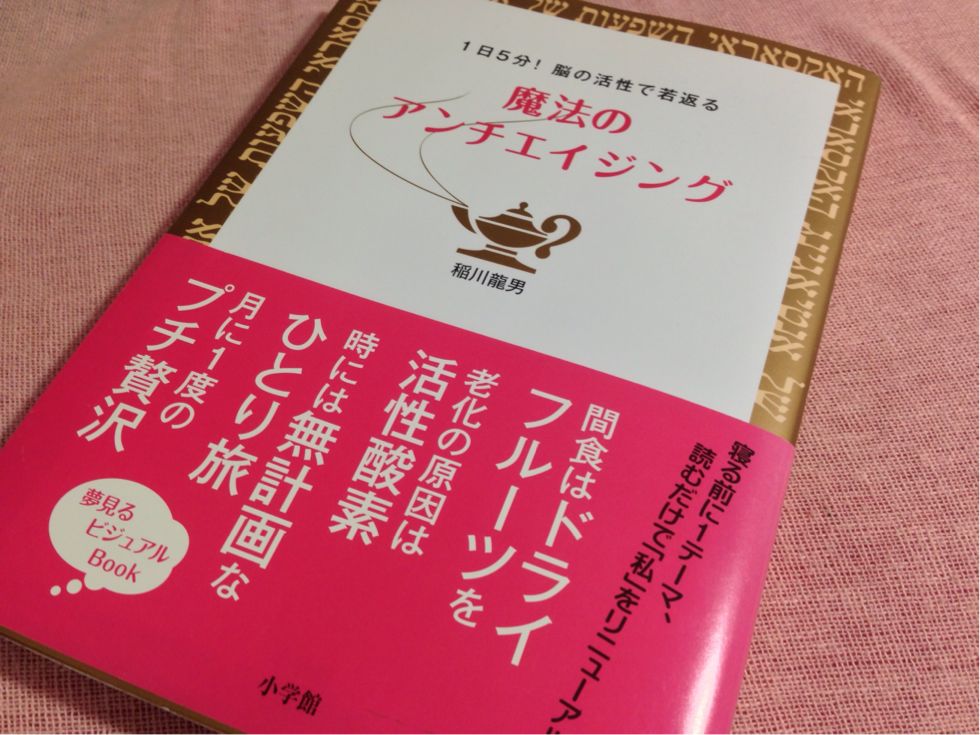 1日5分！脳の活性で若返る
魔法の
アンチエイジング
稲川龍男
寝る前に1テーマ、
読むだけで「私」をリニューアル
間食はドライ
フルーツを
老化の原因は
活性酸素
時には無計画な
ひとり旅
月に1度の
プチ贅沢
夢見る
ビジュアル
Book
小学館